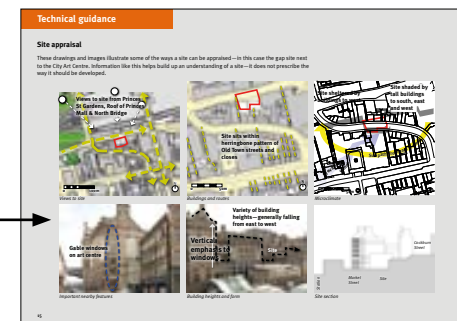 Technical guidance
Site appraisal
These drawings and images illustrate some of the ways a site can be appraised—in this case the gap site next
to the City Art Centre. Information like this helps build up an understanding of a site—it does not prescribe the
way it should be developed.
Views to site from Princes
St Gardens, Roof of Princes
Mall & North Bridge
Views to site
Site sits within
herringbone pattern of
Old Town streets and
closes
Buildings and routes
Site sheltered by
buildings to
Site shaded by
tall buildings
to south, east
and west
Microclimate
Gable windows
on art centre
Important nearby features
Variety of building
heights—generally falling
from east to west
Vertical
emphasis to
windows
Site
Building heights and form
Cockburn
Street
Market
Street
Site
Site section